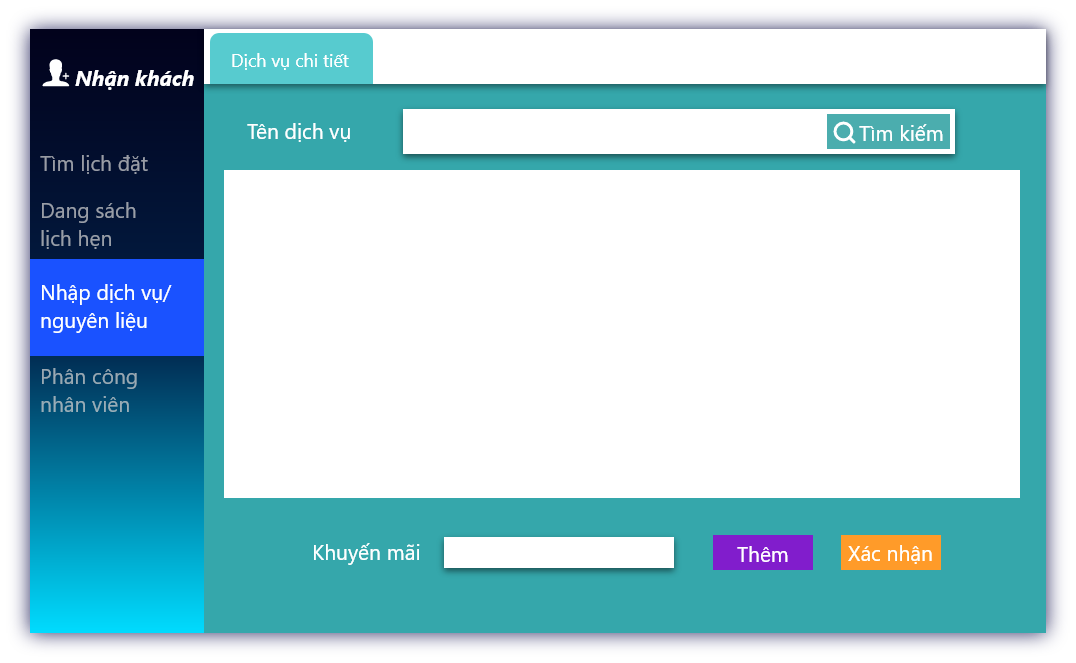 Nhận khách
Tìm lịch đặt
Dang sách
lịch hẹn
Nhập dịch vụ/
nguyên liệu
Phân công
nhân viên
Dịch vụ chi tiết
Tên dịch vụ
Tìm kiếm
Khuyến mãi
Thêm
Xác nhận